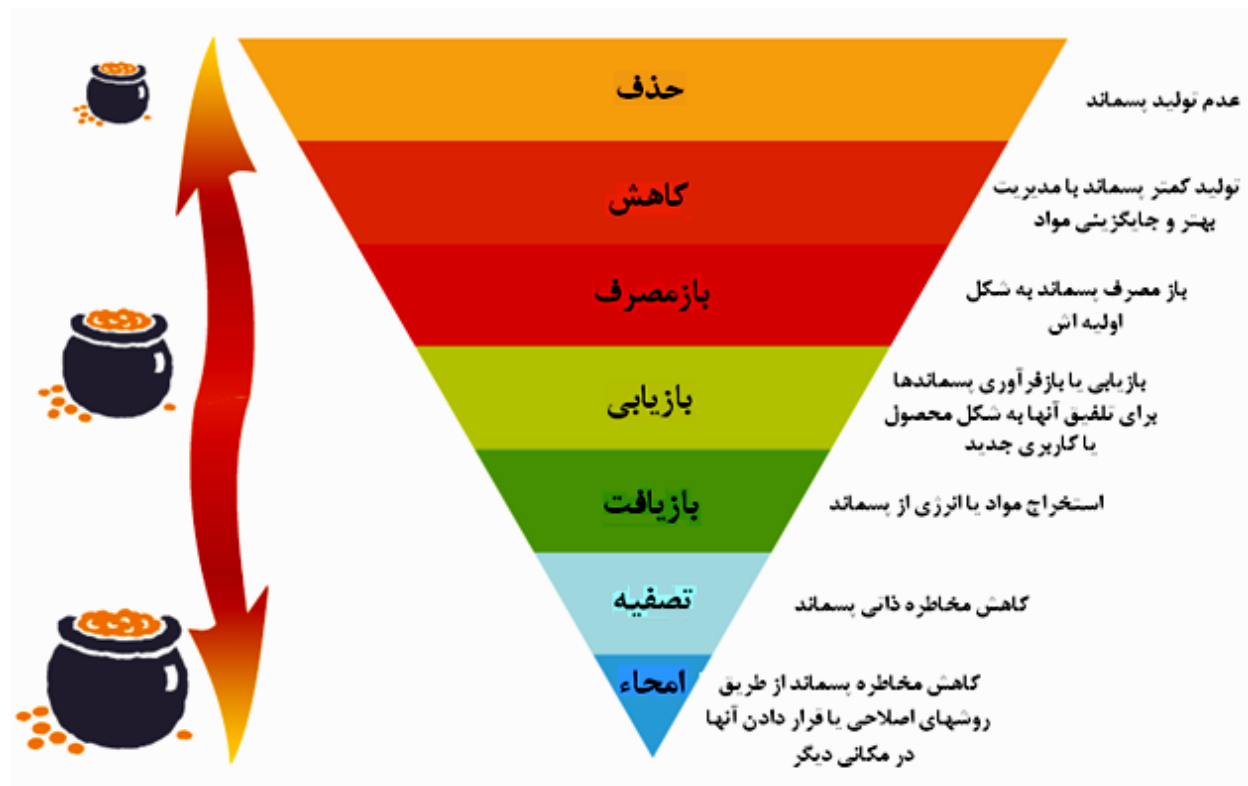 حذف
عدم تولید پسماند
کاهش
تولید کمتر پسماند با مدیریت
بهتر و جایگزینی مواد
بازمصرف
باز مصرف پسماند به شکل
اولیه اش
بازیابی
بازیابی یا بازفرآوری پسماندها
برای تلفیق آنها به شکل محصول
یا کاربری جدید
بازیافت
استخراج مواد یا انرژی از پسماند
تصفیه
کاهش مخاطره ذاتی پسماند
امحاء
کاهش مخاطره پسماند از طریق
روشهای اصلاحی یا قرار دادن آنها
در مکانی دیگر